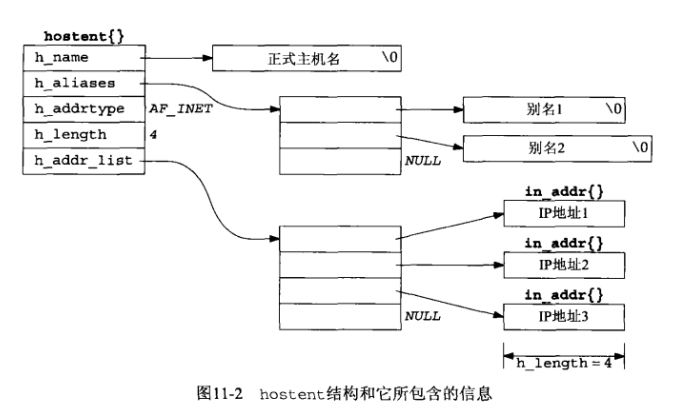 hostent{}
h_name
正式主机名 \0
h_aliases
h_addrtype AF_INET
别名1 \0
h_length 4
别名2 \0
h_addr_list
NULL
in_addr{}
IP地址1
in_addr{}
IP地址2
in_addr{}
NULL
IP地址3
h_length=4
图11-2 hostent结构和它所包含的信息